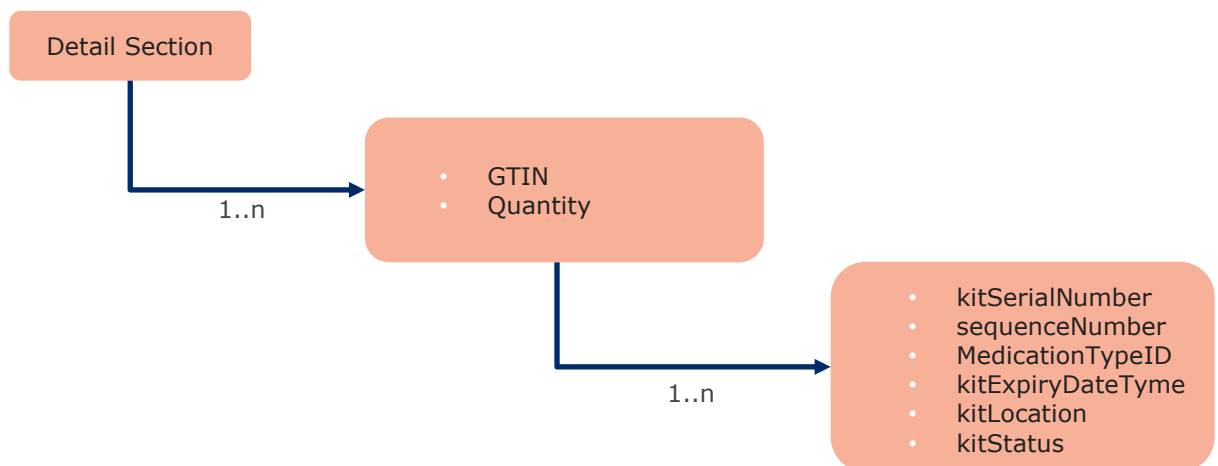 Detail Section
• GTIN
• Quantity
1..n
• kitSerialNumber
• sequenceNumber
• MedicationTypeID
• kitExpiryDateTyme
• kitLocation
• kitStatus
1..n